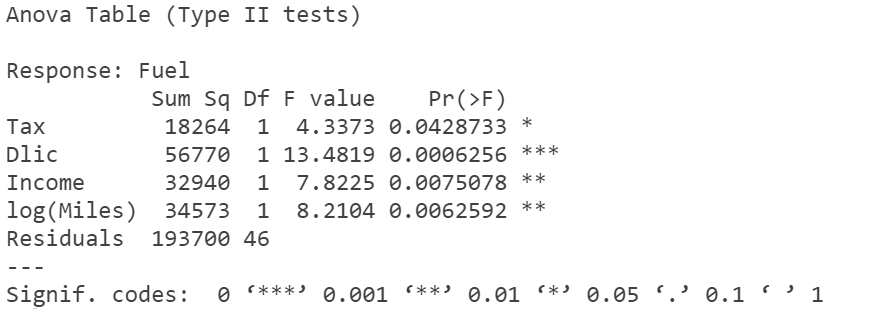 Anova Table (Type II tests)
Response: Fuel
Sum Sq Df F value Pr(>F)
Tax 18264 1 4.3373 0.0428733 *
Dlic 56770 1 13.4819 0.0006256 ***
Income 32940 1 7.8225 0.0075078 **
log(Miles) 34573 1 8.2104 0.0062592 **
Residuals 193700 46
---
Signif. codes: 0 ‘***’ 0.001 ‘**’ 0.01 ‘*’ 0.05 ‘.’ 0.1 ‘ ’ 1